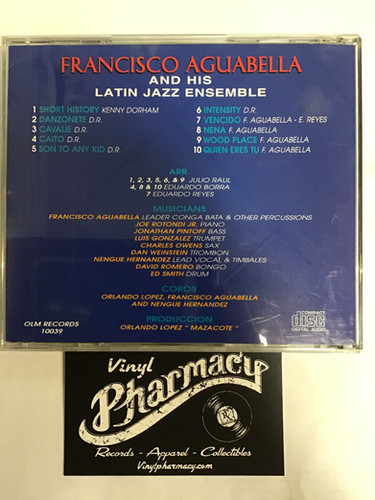 FRANCISCO AGUABELLA
AND HIS
LATIN JAZZ ENSEMBLE
1 SHORT HISTORY KENNY DORHAM
2 DANZONETE D.R.
3 CAVALIE D.R.
4 CAJTO D.R.
5 SON TO ANY KID D.R.
6 INTENSITY D.R.
7 VENCIDO F. AGUABELLA - E. REYES
8 NENA F. AGUABELLA
9 WOOD PLACE F. AGUABELLA
10 QUIEN ERES TU F. AGUABELLA
ARR.
1, 2, 3, 5, 6, & 9 JULIO RAUL
4, 8 & 10 EDUARDO BORRA
7 EDUARDO REYES
MUSICIANS
FRANCISCO AGUABELLA LEADER CONGA BATA & OTHER PERCUSSIONS
JOE ROTONDI JR. PIANO
JONATHAN PINTOFF BASS
LUIS GONZALEZ TRUMPET
CHARLES OWENS SAX
DAN WEINSTEIN TROMBON
NENGUE HERNANDEZ LEAD VOCAL & TIMBALES
DAVID ROMERO BONGO
ED SMITH DRUM
COROS
ORLANDO LOPEZ, FRANCISCO AGUABELLA
AND NENGUE HERNANDEZ
PRODUCCION
ORLANDO LOPEZ " MAZACOTE "
OLM RECORDS
10039
COMPACT
disc
DIGITAL AUDIO
Vinyl
Pharmacy
Records - Apparel - Collectibles
Vinylpharmacy.com